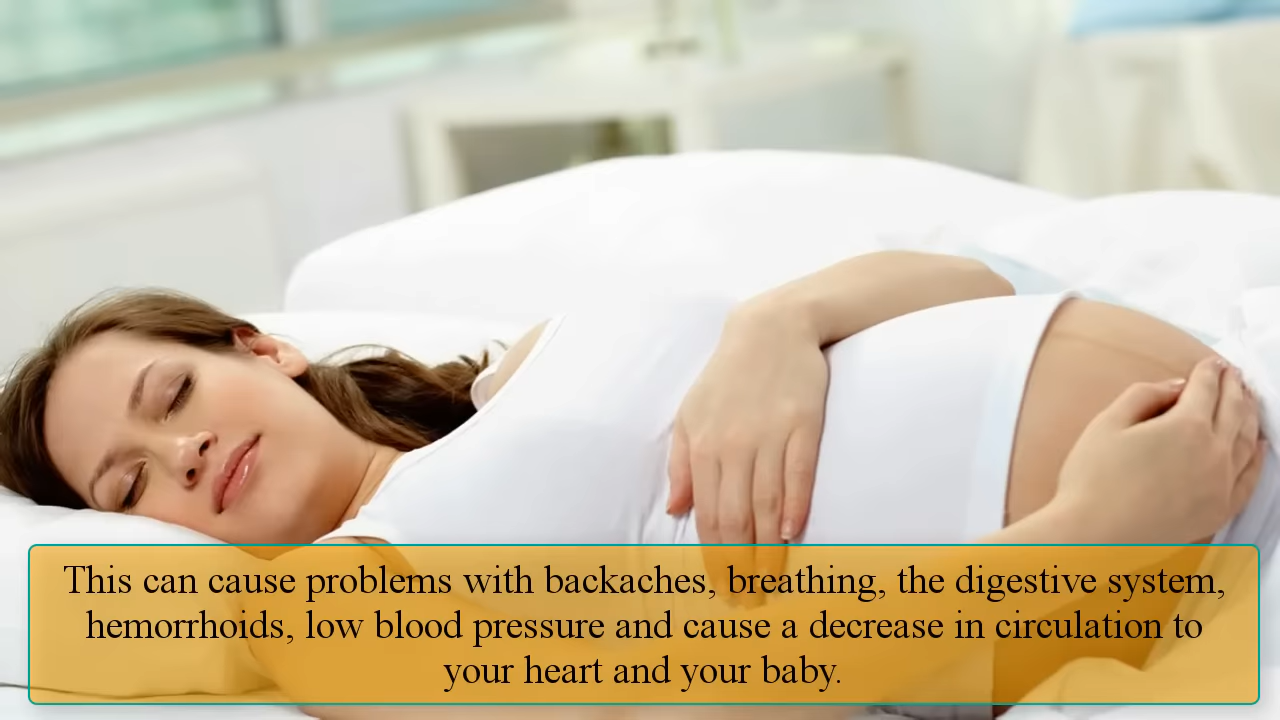 This can cause problems with backaches, breathing, the digestive system,
hemorrhoids, low blood pressure and cause a decrease in circulation to
your heart and your baby.